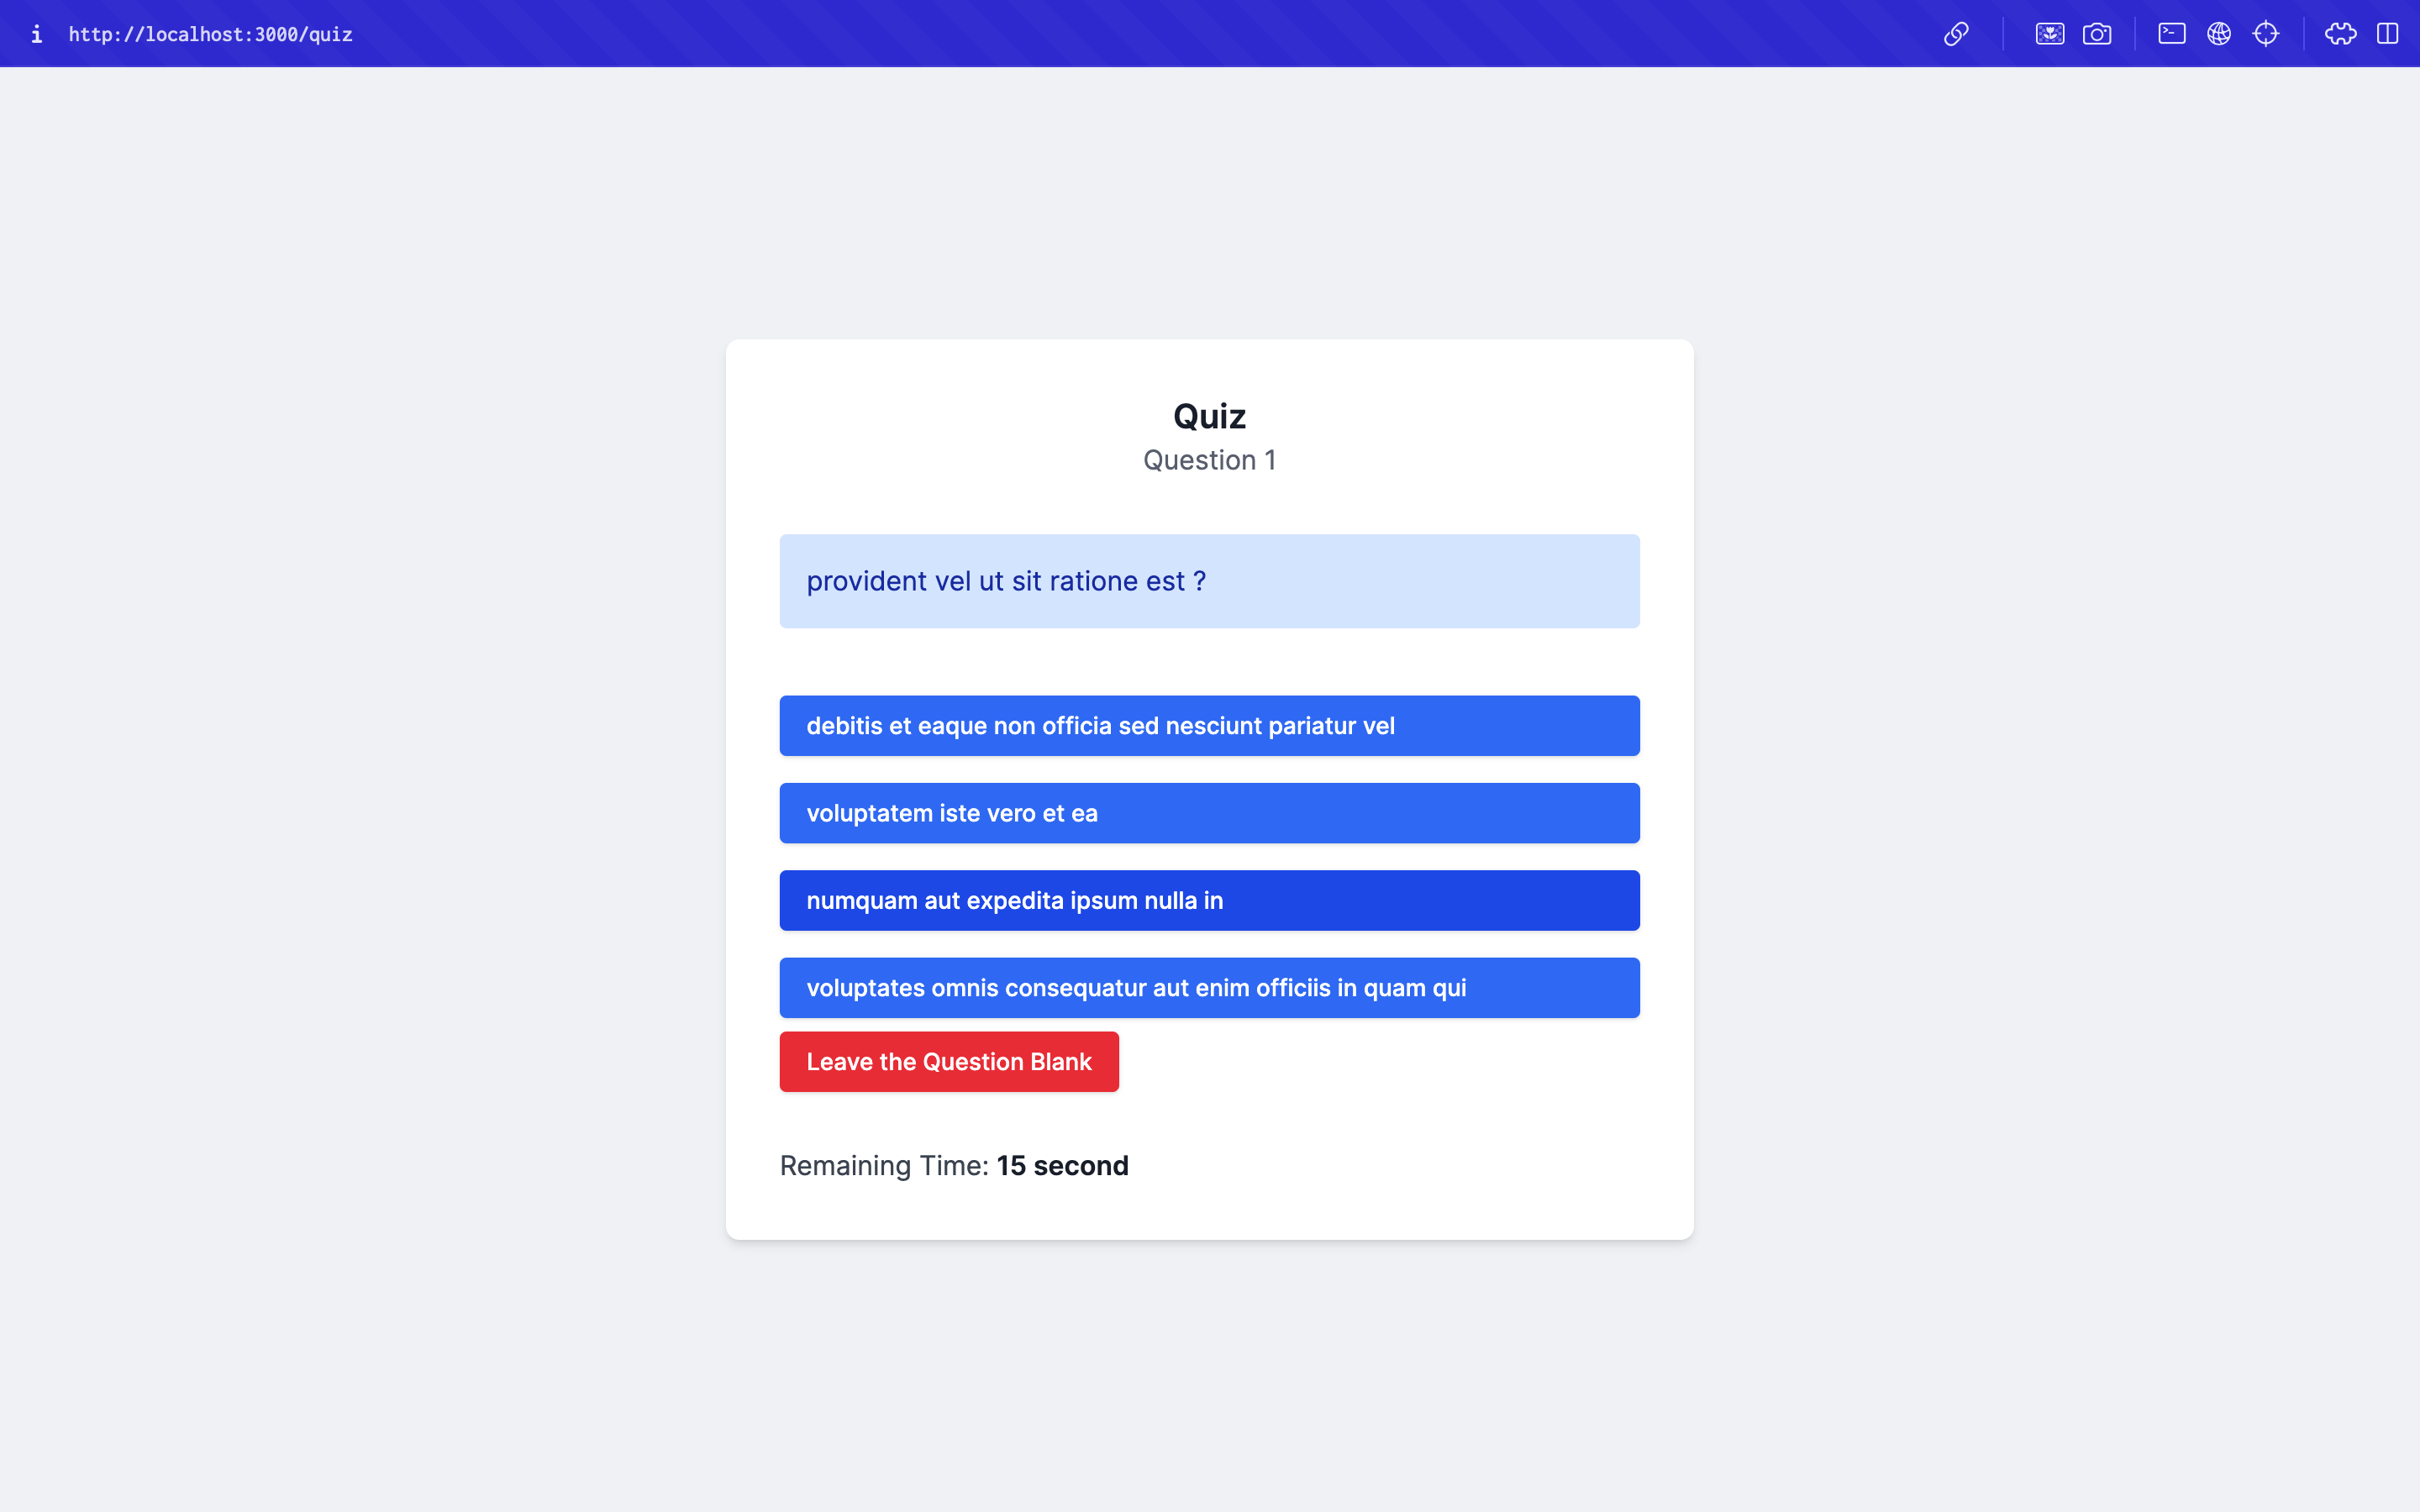 http://localhost:3000/quiz
Quiz
Question 1
provident vel ut sit ratione est ?
debitis et eaque non officia sed nesciunt pariatur vel
voluptatem iste vero et ea
numquam aut expedita ipsum nulla in
voluptates omnis consequatur aut enim officiis in quam qui
Leave the Question Blank
Remaining Time: 15 second